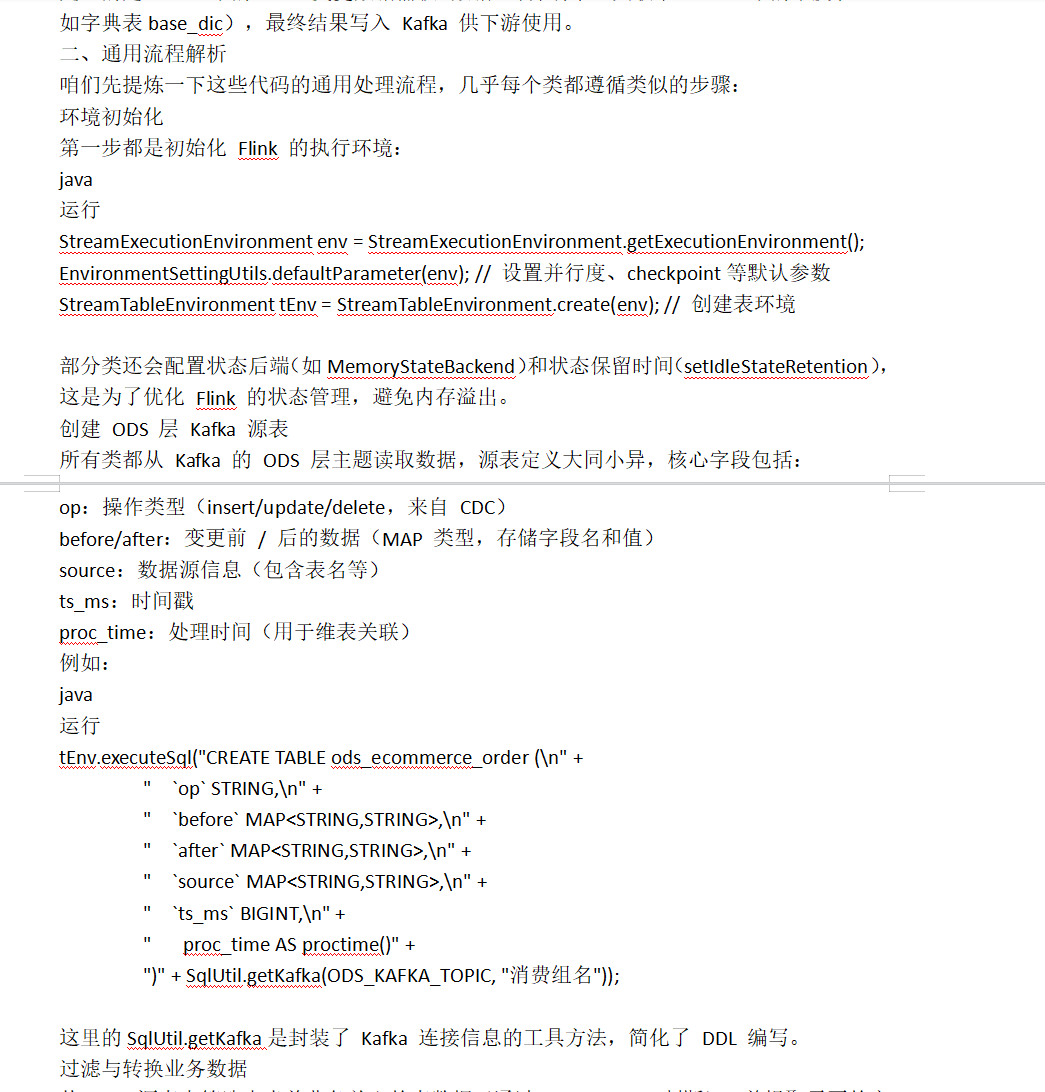 如字典表 base_dic），最终结果写入 Kafka 供下游使用。
二、通用流程解析
咱们先提炼一下这些代码的通用处理流程，几乎每个类都遵循类似的步骤：
环境初始化
第一步都是初始化 Flink 的执行环境：
java
运行
StreamExecutionEnvironment env = StreamExecutionEnvironment.getExecutionEnvironment();
EnvironmentSettingUtils.defaultParameter(env); // 设置并行度、checkpoint 等默认参数
StreamTableEnvironment tEnv = StreamTableEnvironment.create(env); // 创建表环境
部分类还会配置状态后端（如 MemoryStateBackend）和状态保留时间（setIdleStateRetention），
这是为了优化 Flink 的状态管理，避免内存溢出。
创建 ODS 层 Kafka 源表
所有类都从 Kafka 的 ODS 层主题读取数据，源表定义大同小异，核心字段包括：
op：操作类型（insert/update/delete，来自 CDC）
before/after：变更前 / 后的数据（MAP 类型，存储字段名和值）
source：数据源信息（包含表名等）
ts_ms：时间戳
proc_time：处理时间（用于维表关联）
例如：
java
运行
tEnv.executeSql("CREATE TABLE ods_ecommerce_order (\n" +
"    `op` STRING,\n" +
"    `before` MAP<STRING,STRING>,\n" +
"    `after` MAP<STRING,STRING>,\n" +
"    `source` MAP<STRING,STRING>,\n" +
"    `ts_ms` BIGINT,\n" +
"     proc_time AS proctime()" +
")" + SqlUtil.getKafka(ODS_KAFKA_TOPIC, "消费组名"));
这里的 SqlUtil.getKafka 是封装了 Kafka 连接信息的工具方法，简化了 DDL 编写。
过滤与转换业务数据